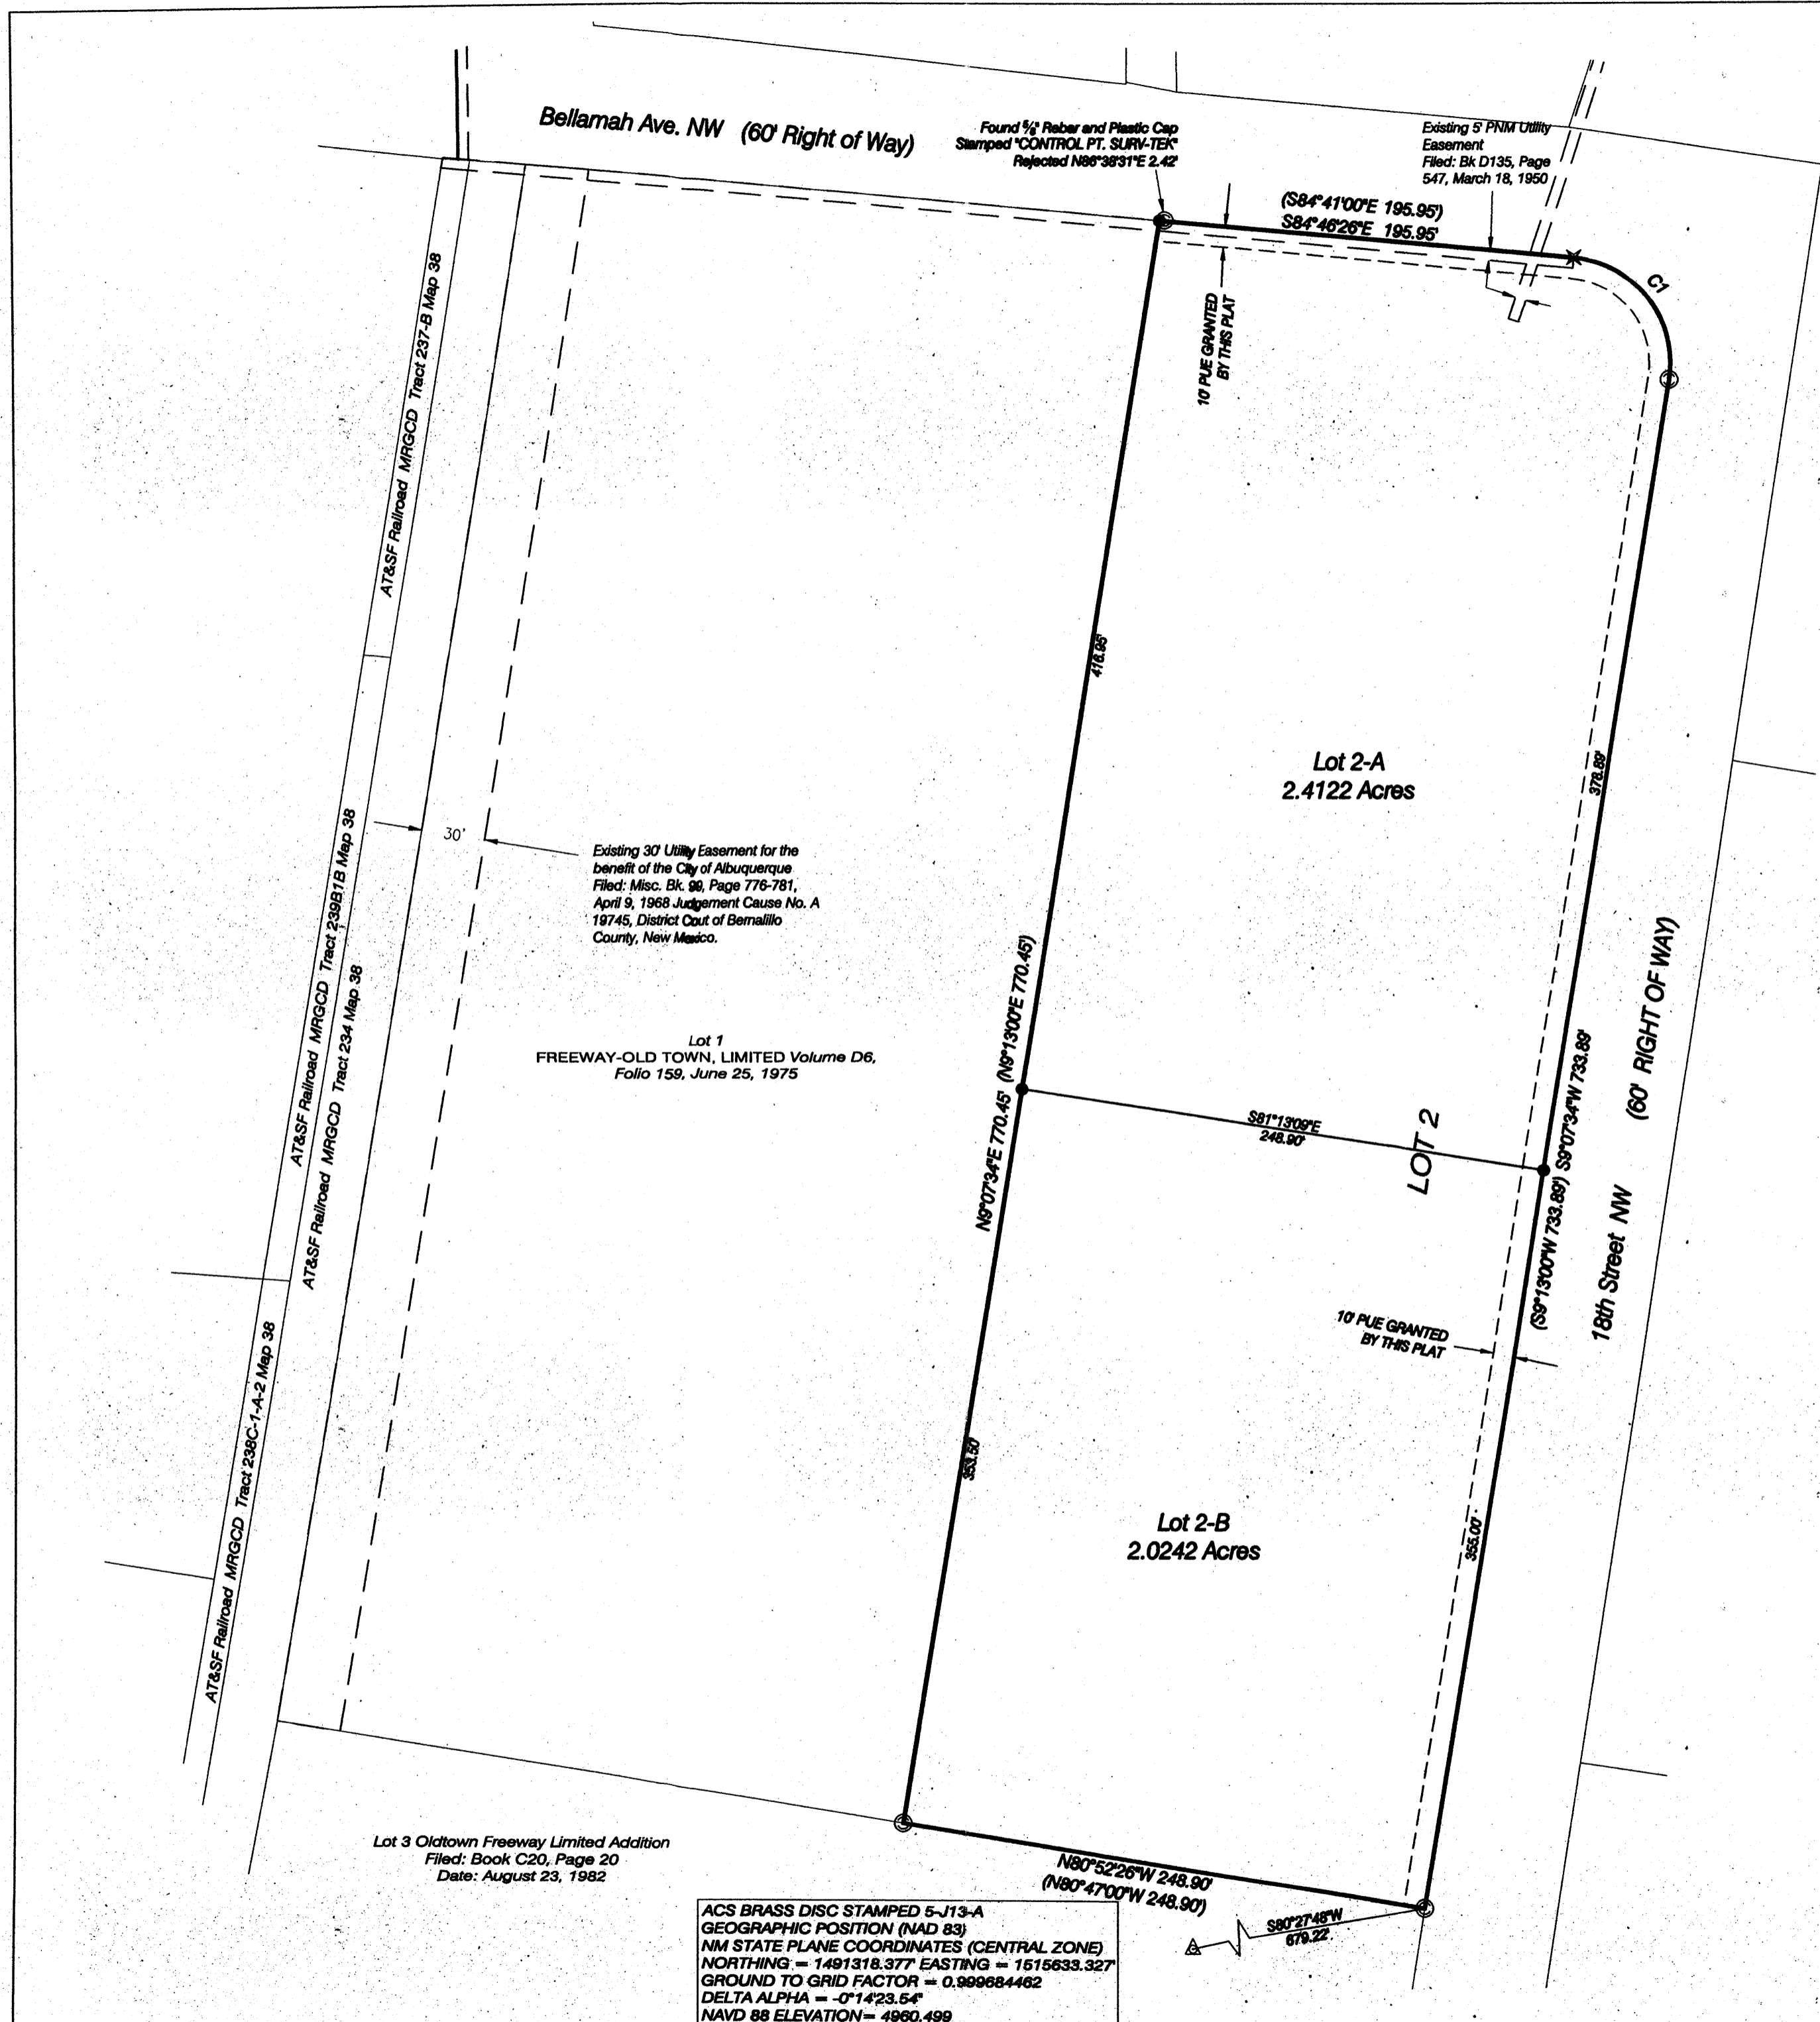 Bellamah Ave. NW (60' Right of Way)
Found 5/8" Rebar and Plastic Cap
Stamped "CONTROL PT. SURV-TEK"
Rejected N86°38'31"E 2.42'
Existing 5' PNM Utility
Easement
Filed: Bk D135, Page
547, March 18, 1950
(S84°41'00"E 195.95')
S84°46'26"E 195.95'
C1
10' PUE GRANTED
BY THIS PLAT
AT&SF Railroad MRGCD Tract 237-B Map 38
416.95'
Lot 2-A
2.4122 Acres
378.89'
30'
Existing 30' Utility Easement for the
benefit of the City of Albuquerque
Filed: Misc. Bk. 99, Page 776-781,
April 9, 1968 Judgement Cause No. A
19745, District Cout of Bernalillo
County, New Mexico.
AT&SF Railroad MRGCD Tract 239B1B Map 38
AT&SF Railroad MRGCD Tract 234 Map 38
Lot 1
FREEWAY-OLD TOWN, LIMITED Volume D6,
Folio 159, June 25, 1975
N9°07'34"E 770.45' (N9°13'00"E 770.45')
S81°13'09"E
248.90'
LOT 2
(S9°13'00"W 733.89') S9°07'34"W 733.89'
18th Street NW (60' RIGHT OF WAY)
10' PUE GRANTED
BY THIS PLAT
AT&SF Railroad MRGCD Tract 238C-1-A-2 Map 38
353.50'
Lot 2-B
2.0242 Acres
355.00'
Lot 3 Oldtown Freeway Limited Addition
Filed: Book C20, Page 20
Date: August 23, 1982
N80°52'26"W 248.90'
(N80°47'00"W 248.90')
S80°27'48"W
679.22'
ACS BRASS DISC STAMPED 5-J13-A
GEOGRAPHIC POSITION (NAD 83)
NM STATE PLANE COORDINATES (CENTRAL ZONE)
NORTHING = 1491318.377' EASTING = 1515633.327'
GROUND TO GRID FACTOR = 0.999684462
DELTA ALPHA = -0°14'23.54"
NAVD 88 ELEVATION= 4960.499